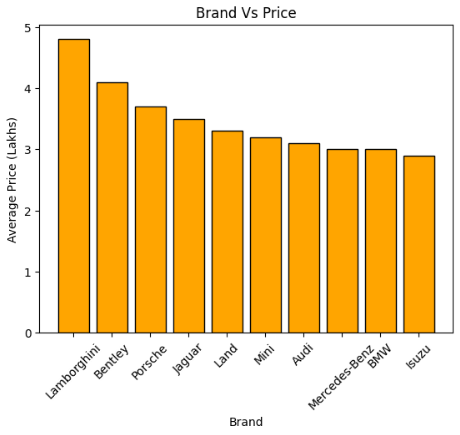 Brand Vs Price
Average Price (Lakhs)
5
4
3
2
1
0
Lamborghini
Bentley
Porsche
Jaguar
Land
Mini
Audi
Mercedes-Benz
BMW
Isuzu
Brand